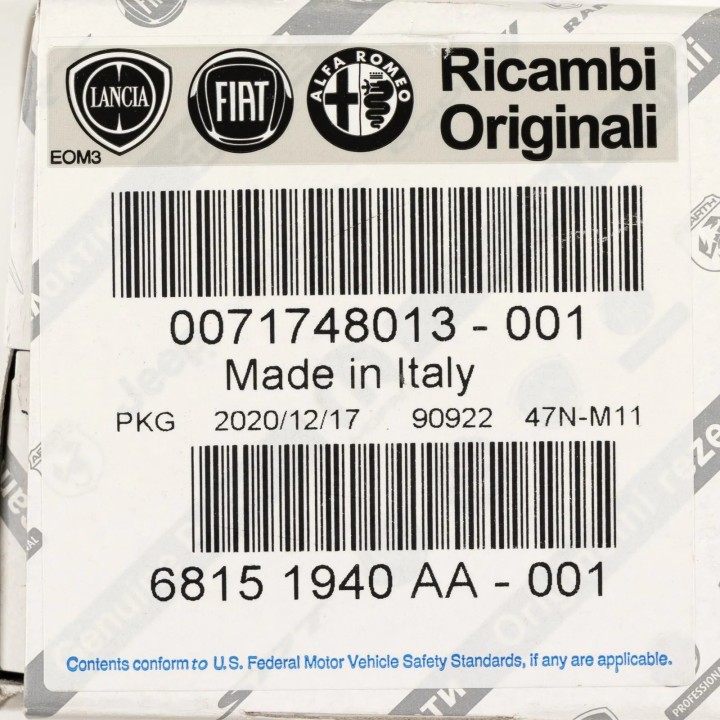 LANCIA FIAT ALFA ROMEO Ricambi
Originali
EOM3
0071748013 - 001
Made in Italy
PKG 2020/12/17 90922 47N-M11
6815 1940 AA - 001
Contents conform to U.S. Federal Motor Vehicle Safety Standards, if any are applicable.